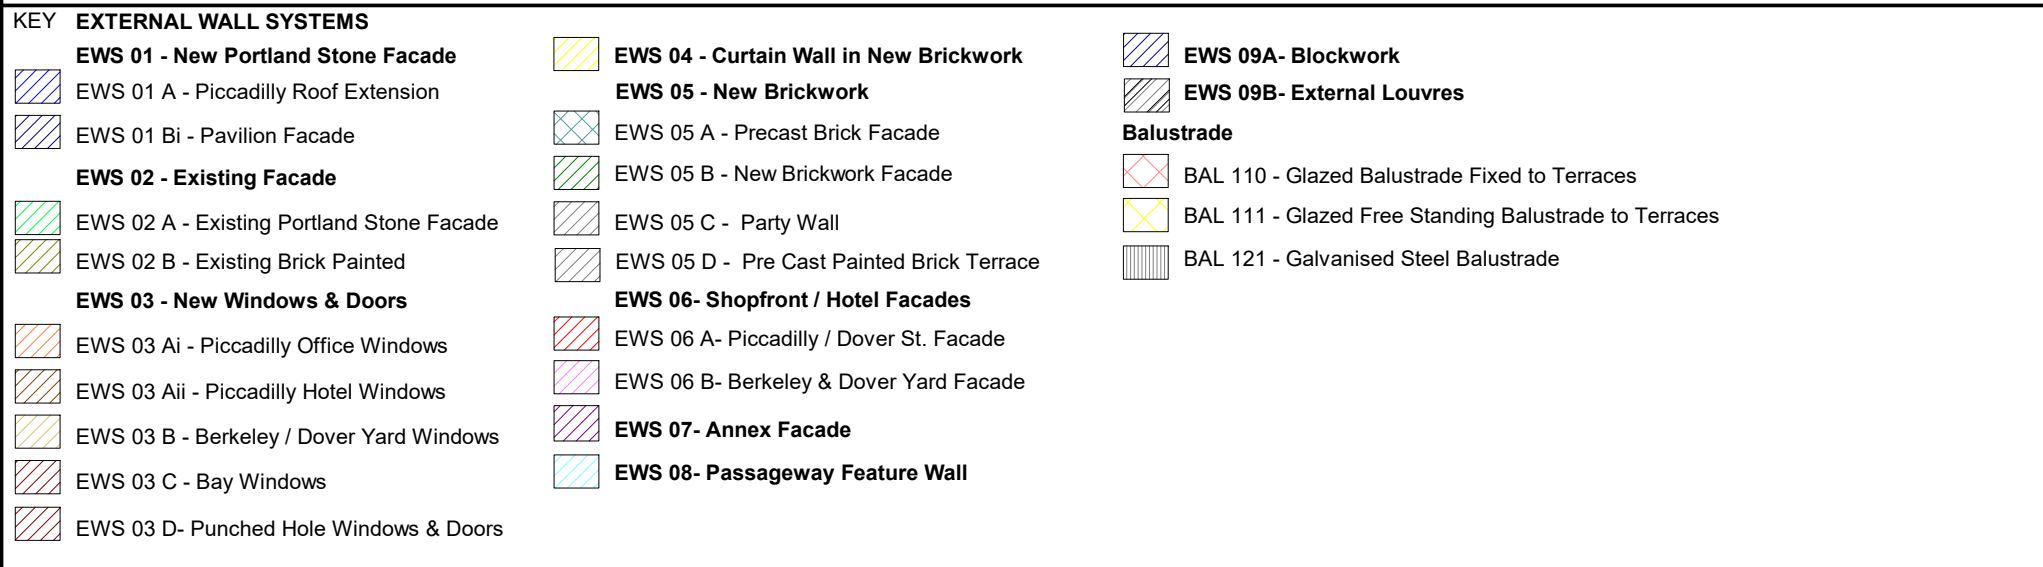 KEY EXTERNAL WALL SYSTEMS
EWS 01 - New Portland Stone Facade
EWS 01 A - Piccadilly Roof Extension
EWS 01 Bi - Pavilion Facade
EWS 02 - Existing Facade
EWS 02 A - Existing Portland Stone Facade
EWS 02 B - Existing Brick Painted
EWS 03 - New Windows & Doors
EWS 03 Ai - Piccadilly Office Windows
EWS 03 Aii - Piccadilly Hotel Windows
EWS 03 B - Berkeley / Dover Yard Windows
EWS 03 C - Bay Windows
EWS 03 D- Punched Hole Windows & Doors
EWS 04 - Curtain Wall in New Brickwork
EWS 05 - New Brickwork
EWS 05 A - Precast Brick Facade
EWS 05 B - New Brickwork Facade
EWS 05 C -  Party Wall
EWS 05 D -  Pre Cast Painted Brick Terrace
EWS 06- Shopfront / Hotel Facades
EWS 06 A- Piccadilly / Dover St. Facade
EWS 06 B- Berkeley & Dover Yard Facade
EWS 07- Annex Facade
EWS 08- Passageway Feature Wall
EWS 09A- Blockwork
EWS 09B- External Louvres
Balustrade
BAL 110 - Glazed Balustrade Fixed to Terraces
BAL 111 - Glazed Free Standing Balustrade to Terraces
BAL 121 - Galvanised Steel Balustrade